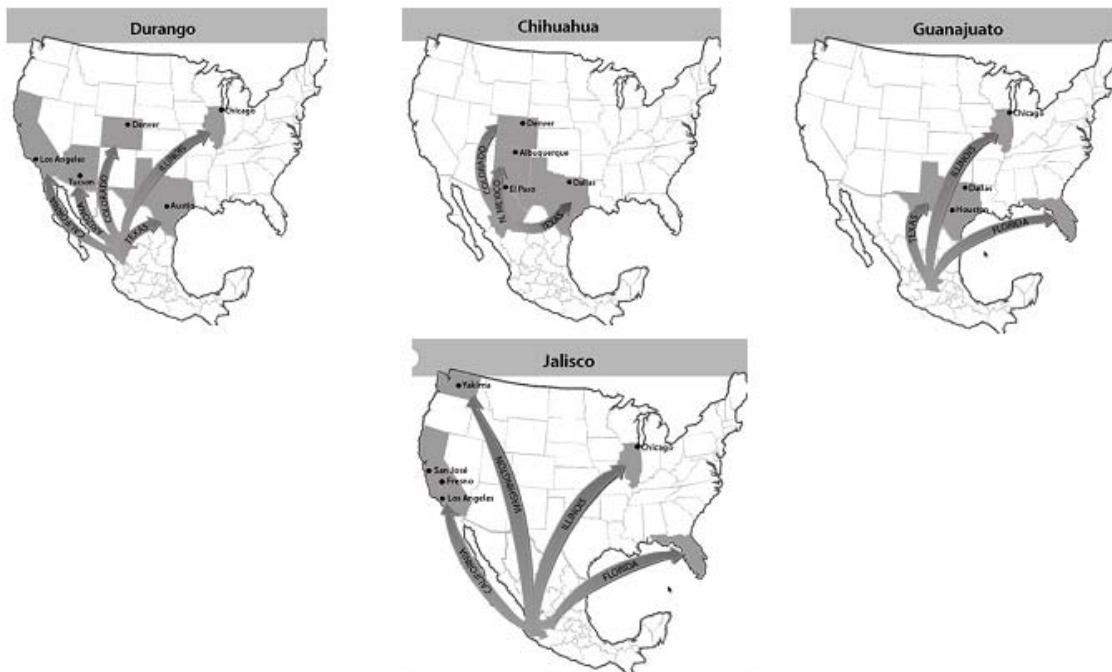 Durango
Chicago
Denver
Los Angeles
Tucson
Austin
CALIFORNIA
ARIZONA
COLORADO
ILLINOIS
TEXAS
Chihuahua
Denver
Albuquerque
El Paso
Dallas
COLORADO
N. MEXICO
TEXAS
Guanajuato
Chicago
Dallas
Houston
ILLINOIS
TEXAS
FLORIDA
Jalisco
Yakima
Chicago
San José
Fresno
Los Angeles
WASHINGTON
ILLINOIS
CALIFORNIA
FLORIDA